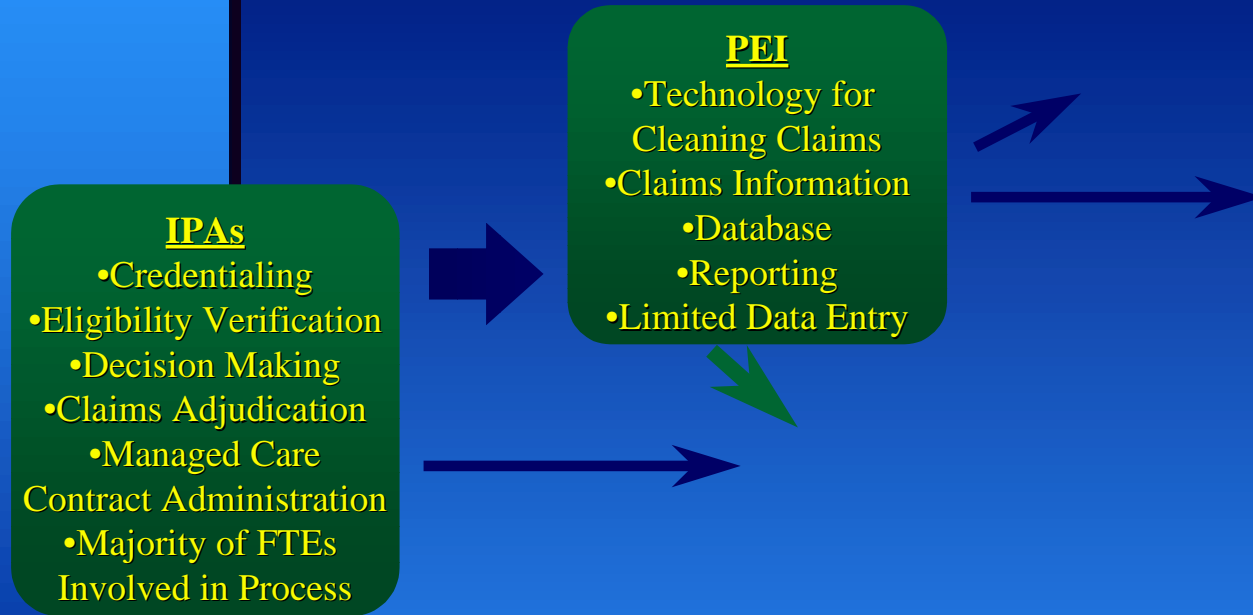 PEI
•Technology for
Cleaning Claims
•Claims Information
•Database
•Reporting
•Limited Data Entry
IPAs
•Credentialing
•Eligibility Verification
•Decision Making
•Claims Adjudication
•Managed Care
Contract Administration
•Majority of FTEs
Involved in Process